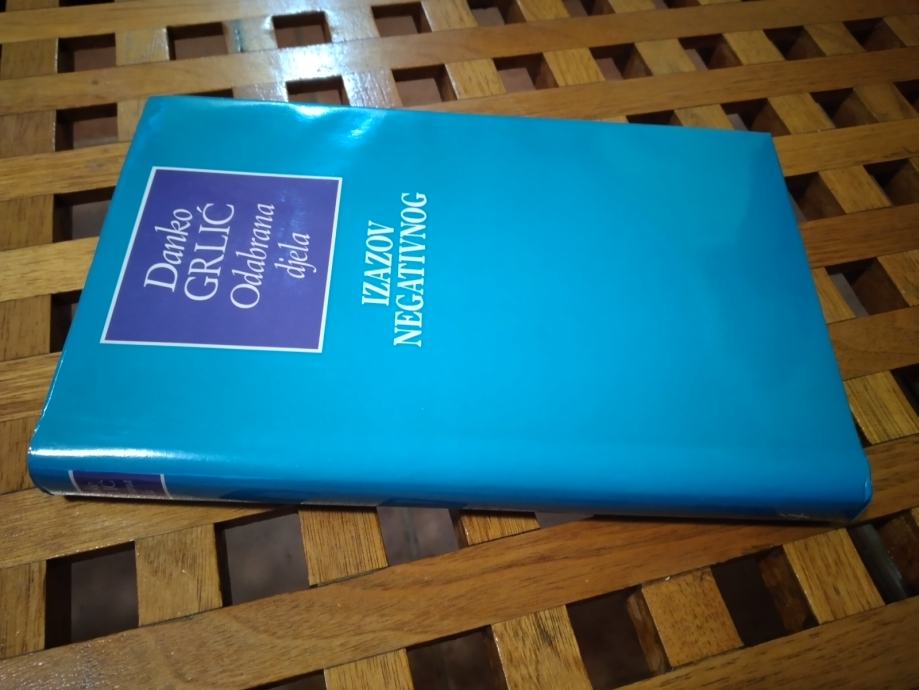 Danko
GRLIĆ
Odabrana
djela
IZAZOV
NEGATIVNOG